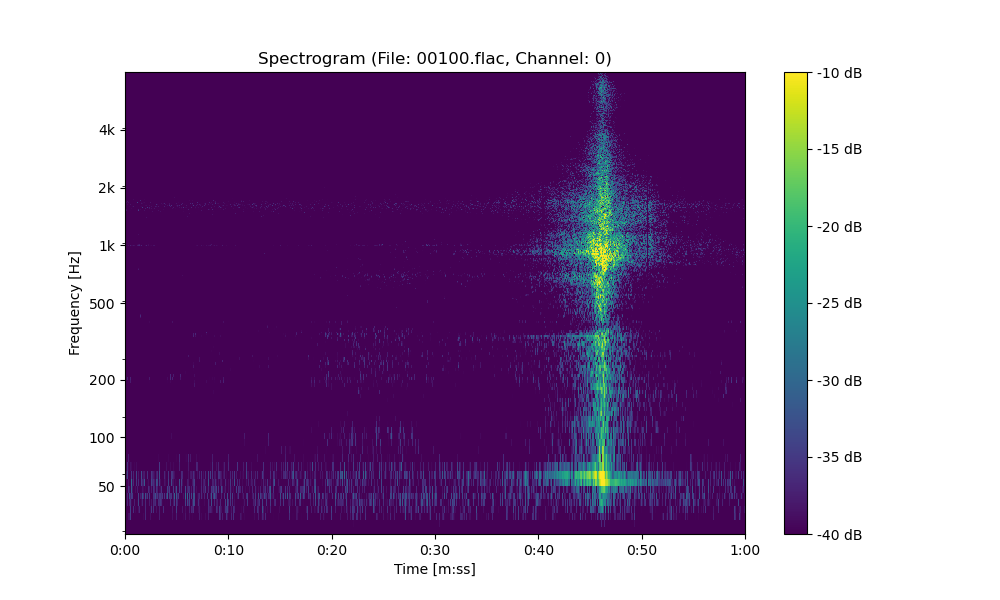 Spectrogram (File: 00100.flac, Channel: 0)
4k
2k
1k
500
200
100
50
Frequency [Hz]
0:00 0:10 0:20 0:30 0:40 0:50 1:00
Time [m:ss]
-10 dB
-15 dB
-20 dB
-25 dB
-30 dB
-35 dB
-40 dB